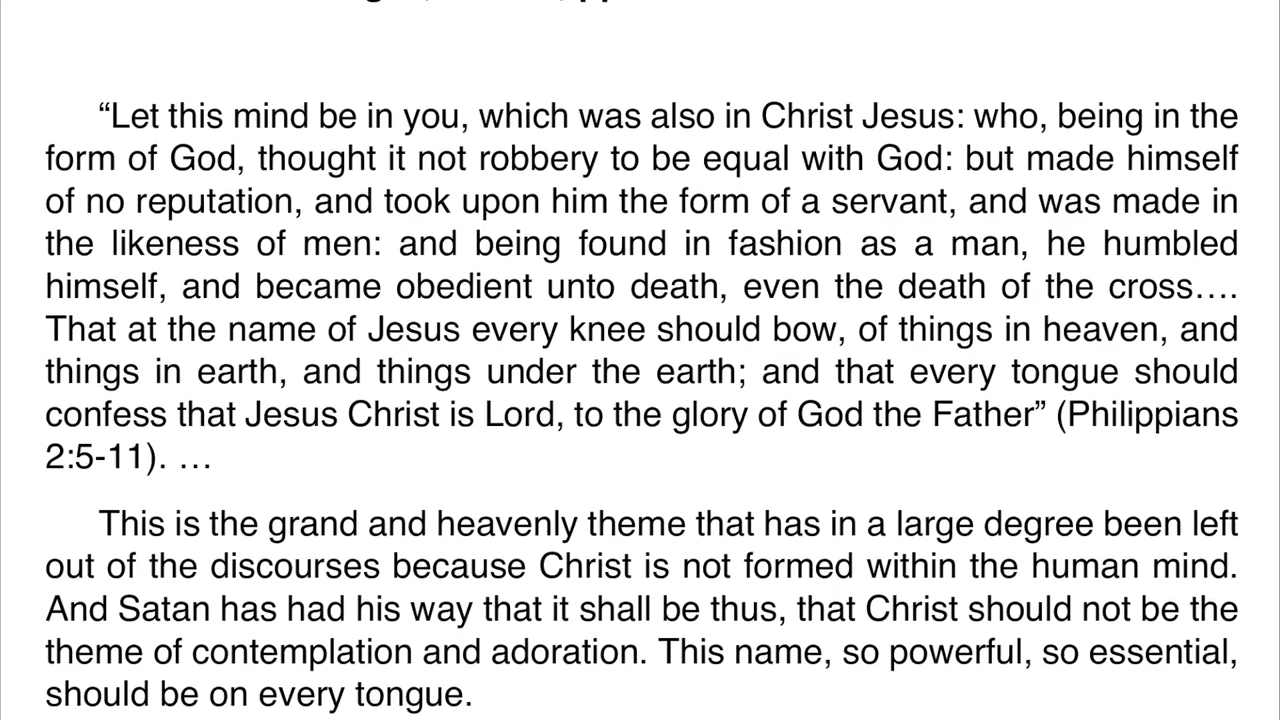 “Let this mind be in you, which was also in Christ Jesus: who, being in the
form of God, thought it not robbery to be equal with God: but made himself
of no reputation, and took upon him the form of a servant, and was made in
the likeness of men: and being found in fashion as a man, he humbled
himself, and became obedient unto death, even the death of the cross….
That at the name of Jesus every knee should bow, of things in heaven, and
things in earth, and things under the earth; and that every tongue should
confess that Jesus Christ is Lord, to the glory of God the Father” (Philippians
2:5-11). …
This is the grand and heavenly theme that has in a large degree been left
out of the discourses because Christ is not formed within the human mind.
And Satan has had his way that it shall be thus, that Christ should not be the
theme of contemplation and adoration. This name, so powerful, so essential,
should be on every tongue.